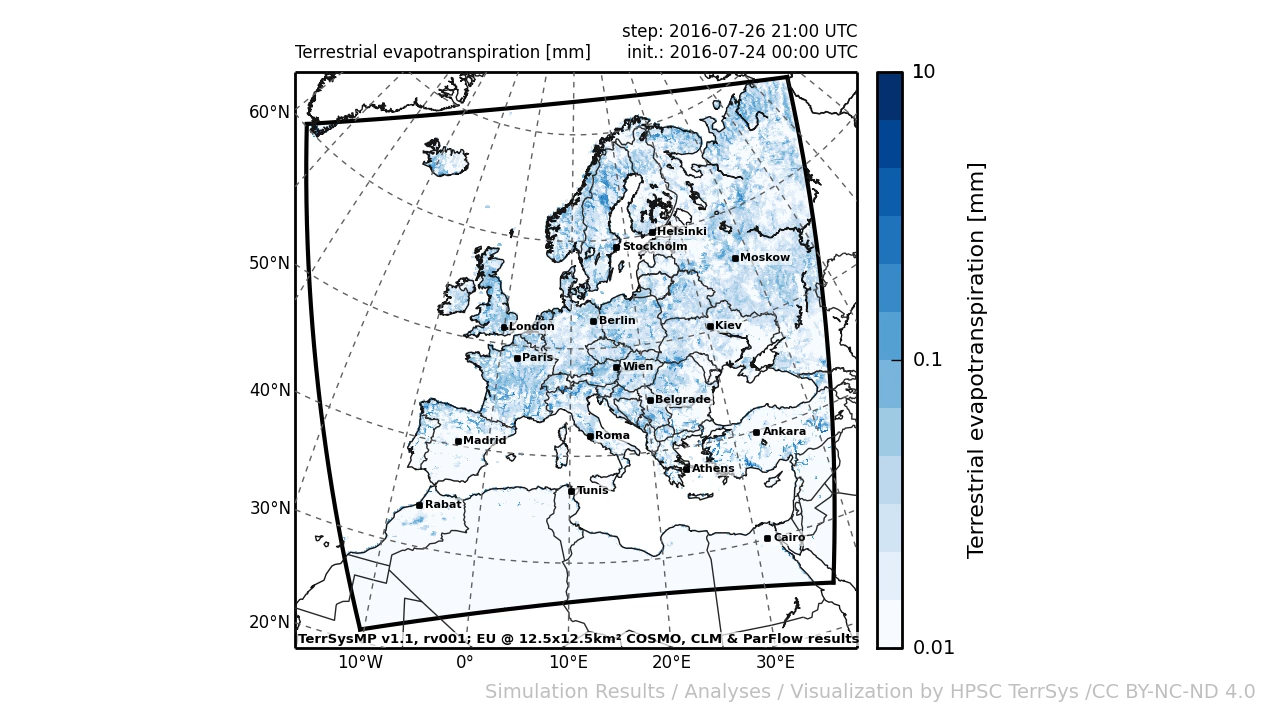 step: 2016-07-26 21:00 UTC
Terrestrial evapotranspiration [mm] init.: 2016-07-24 00:00 UTC
10
60°N
Helsinki
Stockholm
Moskow
50°N
Berlin
Kiev
London
Paris
0.1
Wien
Terrestrial evapotranspiration [mm]
40°N
Belgrade
Ankara
Roma
Madrid
Athens
Tunis
Rabat
30°N
Cairo
20°N
TerrSysMP v1.1, rv001; EU @ 12.5x12.5km² COSMO, CLM & ParFlow results
0.01
10°W 0° 10°E 20°E 30°E
Simulation Results / Analyses / Visualization by HPSC TerrSys /CC BY-NC-ND 4.0